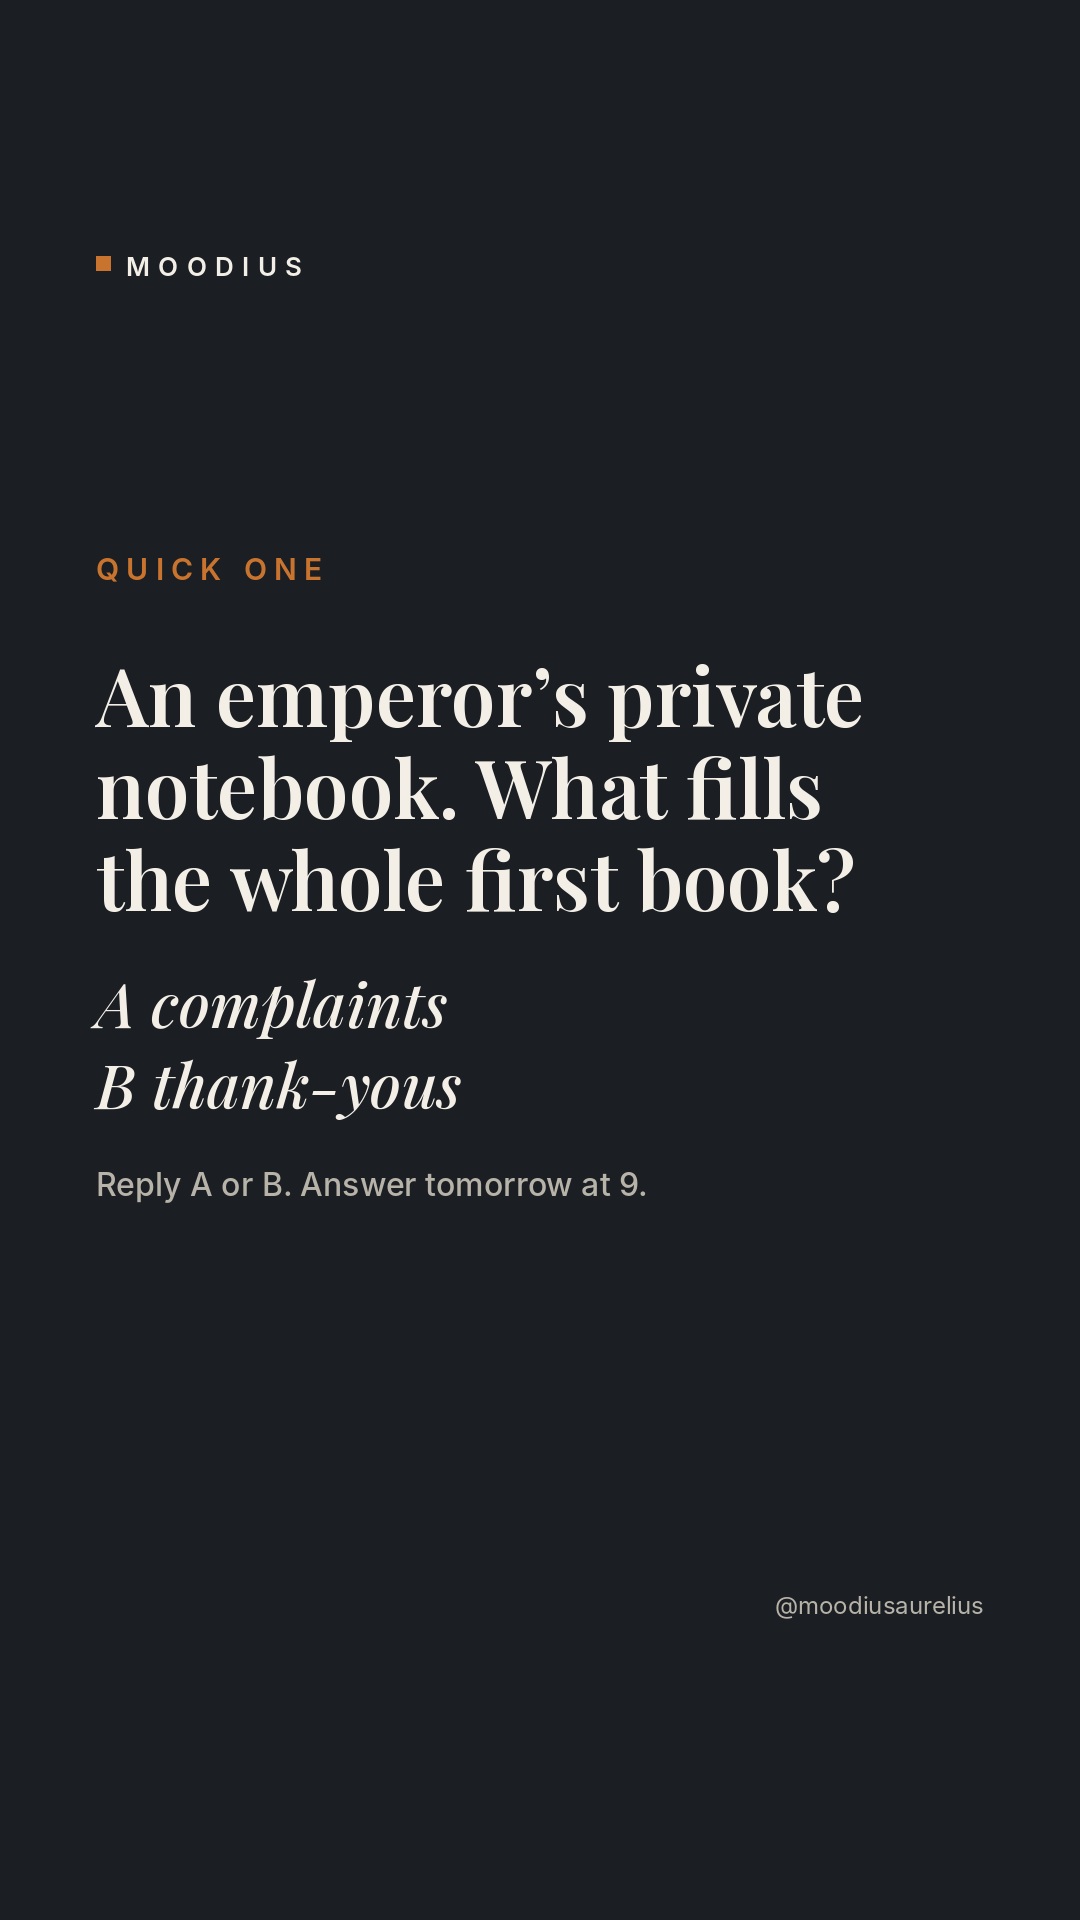 MOODIUS
QUICK ONE
An emperor’s private
notebook. What fills
the whole first book?
A complaints
B thank-yous
Reply A or B. Answer tomorrow at 9.
@moodiusaurelius